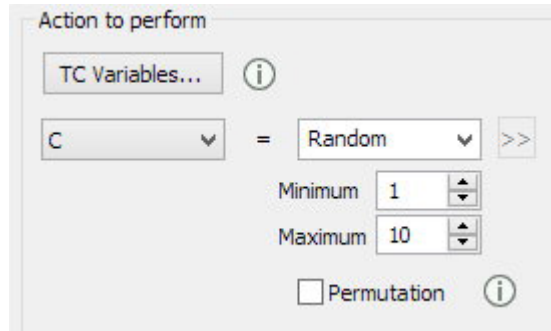 Action to perform
TC Variables...
C = Random >>
Minimum 1
Maximum 10
Permutation